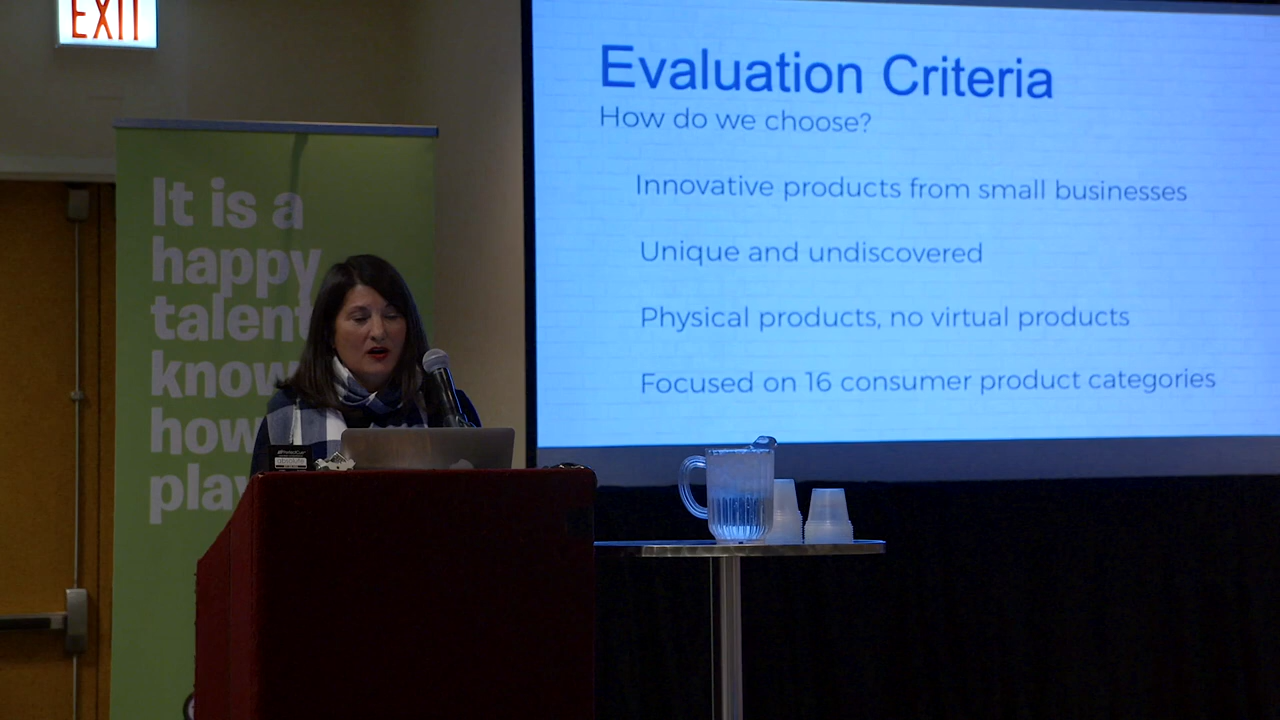 EXIT
It is a
happy
talent
know
how
play
Evaluation Criteria
How do we choose?
Innovative products from small businesses
Unique and undiscovered
Physical products, no virtual products
Focused on 16 consumer product categories
absolute